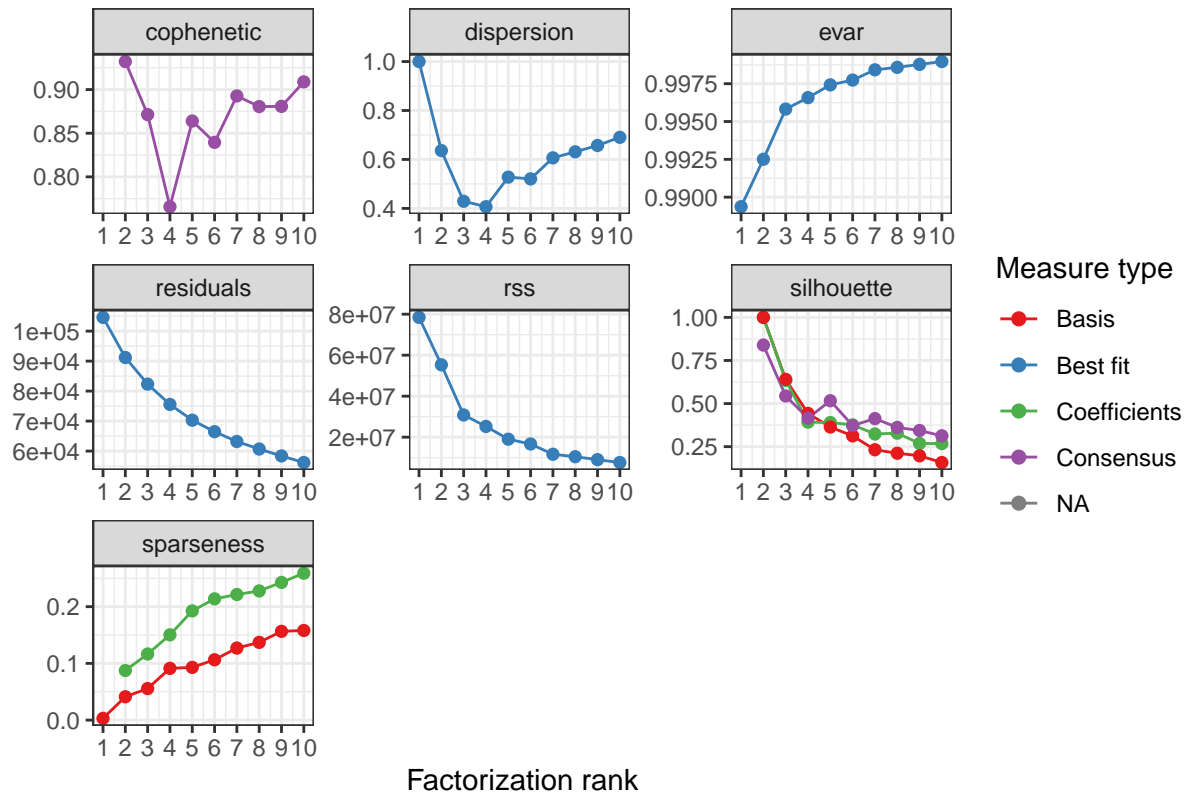 cophenetic
dispersion
evar
0.90
0.85
0.80
1 2 3 4 5 6 7 8 9 10
1.0
0.8
0.6
0.4
1 2 3 4 5 6 7 8 9 10
0.9975
0.9950
0.9925
0.9900
1 2 3 4 5 6 7 8 9 10
residuals
rss
silhouette
1e+05
9e+04
8e+04
7e+04
6e+04
1 2 3 4 5 6 7 8 9 10
8e+07
6e+07
4e+07
2e+07
1 2 3 4 5 6 7 8 9 10
1.00
0.75
0.50
0.25
1 2 3 4 5 6 7 8 9 10
sparseness
0.2
0.1
0.0
1 2 3 4 5 6 7 8 9 10
Factorization rank
Measure type
Basis
Best fit
Coefficients
Consensus
NA